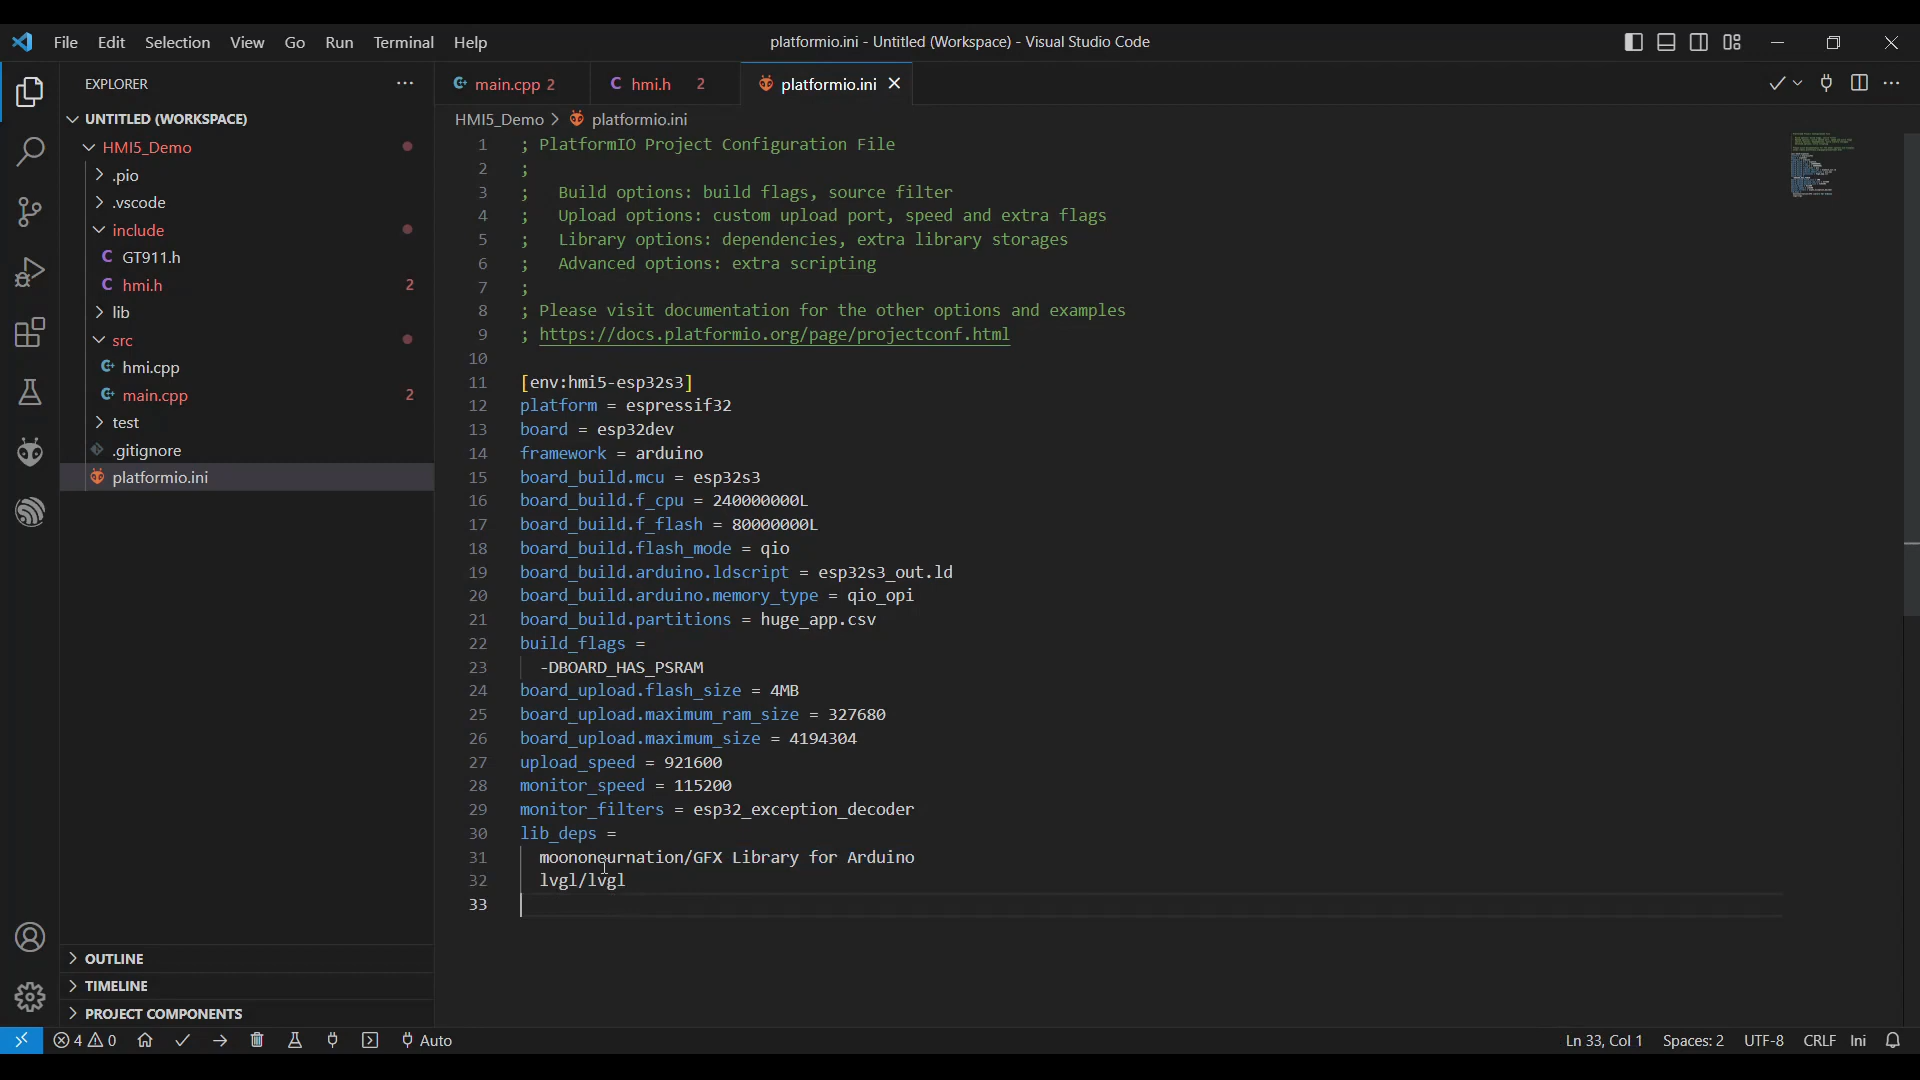 File Edit Selection View Go Run Terminal Help
platformio.ini - Untitled (Workspace) - Visual Studio Code
EXPLORER
UNTITLED (WORKSPACE)
HMI5_Demo
.pio
.vscode
include
GT911.h
hmi.h 2
lib
src
hmi.cpp
main.cpp 2
test
.gitignore
platformio.ini
OUTLINE
TIMELINE
PROJECT COMPONENTS
main.cpp 2
hmi.h 2
platformio.ini
HMI5_Demo > platformio.ini
1 ; PlatformIO Project Configuration File
2 ;
3 ;   Build options: build flags, source filter
4 ;   Upload options: custom upload port, speed and extra flags
5 ;   Library options: dependencies, extra library storages
6 ;   Advanced options: extra scripting
7 ;
8 ; Please visit documentation for the other options and examples
9 ; https://docs.platformio.org/page/projectconf.html
10
11 [env:hmi5-esp32s3]
12 platform = espressif32
13 board = esp32dev
14 framework = arduino
15 board_build.mcu = esp32s3
16 board_build.f_cpu = 240000000L
17 board_build.f_flash = 80000000L
18 board_build.flash_mode = qio
19 board_build.arduino.ldscript = esp32s3_out.ld
20 board_build.arduino.memory_type = qio_opi
21 board_build.partitions = huge_app.csv
22 build_flags =
23   -DBOARD_HAS_PSRAM
24 board_upload.flash_size = 4MB
25 board_upload.maximum_ram_size = 327680
26 board_upload.maximum_size = 4194304
27 upload_speed = 921600
28 monitor_speed = 115200
29 monitor_filters = esp32_exception_decoder
30 lib_deps =
31   moononournation/GFX Library for Arduino
32   lvgl/lvgl
33
4 0 Auto
Ln 33, Col 1 Spaces: 2 UTF-8 CRLF Ini